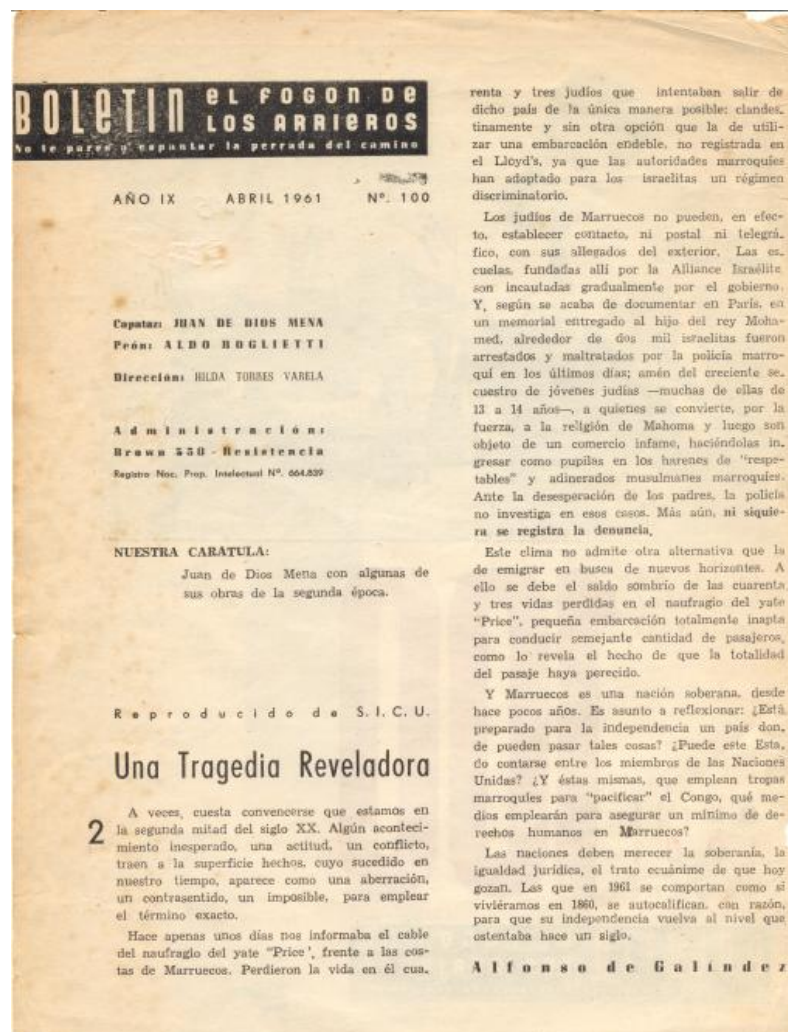 BOLETIN EL FOGON DE
LOS ARRIEROS
No te pares a espantar la perrada del camino
AÑO IX ABRIL 1961 Nº. 100
Capataz: JUAN DE DIOS MENA
Peón: ALDO BOGLIETTI
Dirección: HILDA TORRES VARELA
Administración:
Brown 550 - Resistencia
Registro Nac. Prop. Intelectual Nº. 664.839
NUESTRA CARATULA:
Juan de Dios Mena con algunas de
sus obras de la segunda época.
Reproducido de S.I.C.U.
Una Tragedia Reveladora
2
A veces, cuesta convencerse que estamos en
la segunda mitad del siglo XX. Algún aconteci-
miento inesperado, una actitud, un conflicto,
traen a la superficie hechos, cuyo sucedido en
nuestro tiempo, aparece como una aberración,
un contrasentido, un imposible, para emplear
el término exacto.
Hace apenas unos días nos informaba el cable
del naufragio del yate "Price', frente a las cos-
tas de Marruecos. Perdieron la vida en él cua.
renta y tres judíos que intentaban salir de
dicho país de la única manera posible: clandes.
tinamente y sin otra opción que la de utili-
zar una embarcación endeble, no registrada en
el Lloyd's, ya que las autoridades marroquíes
han adoptado para los israelitas un régimen
discriminatorio.
Los judíos de Marruecos no pueden, en efec-
to, establecer contacto, ni postal ni telegrá.
fico, con sus allegados del exterior. Las es.
cuelas, fundadas allí por la Alliance Israélite
son incautadas gradualmente por el gobierno.
Y, según se acaba de documentar en París, en
un memorial entregado al hijo del rey Moha-
med, alrededor de dos mil israelitas fueron
arrestados y maltratados por la policía marro-
quí en los últimos días; amén del creciente se.
cuestro de jóvenes judías —muchas de ellas de
13 a 14 años—, a quienes se convierte, por la
fuerza, a la religión de Mahoma y luego son
objeto de un comercio infame, haciéndolas in.
gresar como pupilas en los harenes de "respe-
tables" y adinerados musulmanes marroquíes.
Ante la desesperación de los padres, la policía
no investiga en esos casos. Más aún, ni siquie-
ra se registra la denuncia.
Este clima no admite otra alternativa que la
de emigrar en busca de nuevos horizontes. A
ello se debe el saldo sombrío de las cuarenta
y tres vidas perdidas en el naufragio del yate
"Price", pequeña embarcación totalmente inapta
para conducir semejante cantidad de pasajeros,
como lo revela el hecho de que la totalidad
del pasaje haya perecido.
Y Marruecos es una nación soberana, desde
hace pocos años. Es asunto a reflexionar: ¿Está
preparado para la independencia un país don.
de pueden pasar tales cosas? ¿Puede este Esta.
do contarse entre los miembros de las Naciones
Unidas? ¿Y éstas mismas, que emplean tropas
marroquíes para "pacificar" el Congo, qué me-
dios emplearán para asegurar un mínimo de de-
rechos humanos en Marruecos?
Las naciones deben merecer la soberanía, la
igualdad jurídica, el trato ecuánime de que hoy
gozan. Las que en 1961 se comportan como si
viviéramos en 1860, se autocalifican, con razón,
para que su independencia vuelva al nivel que
ostentaba hace un siglo.
Alfonso de Galíndez